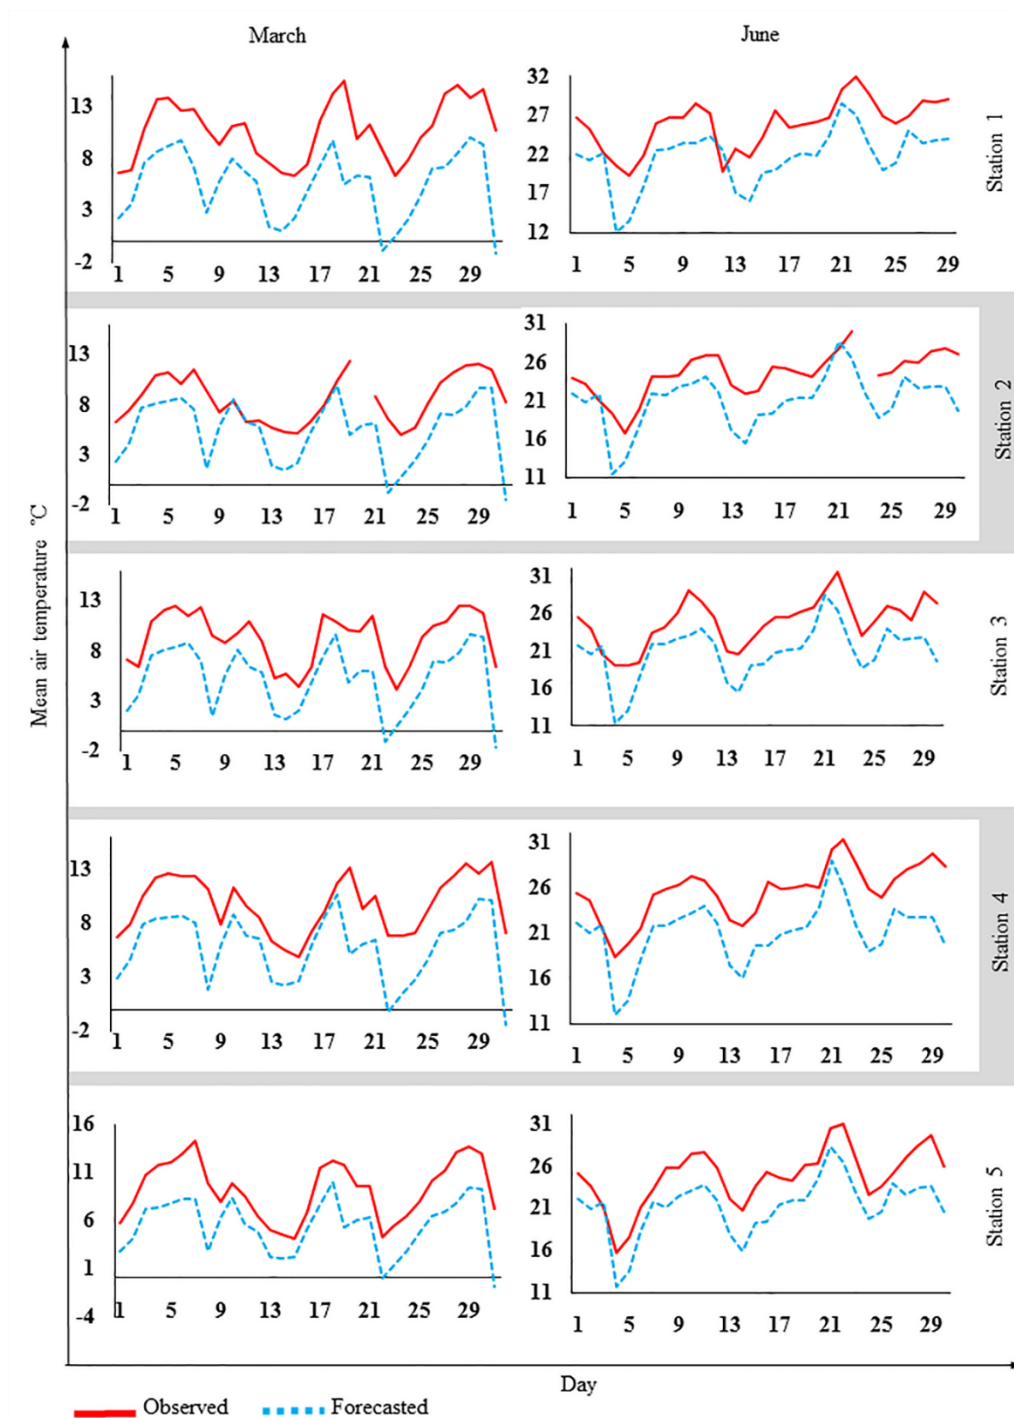 March June
13
8
3
-2
1 5 9 13 17 21 25 29
32
27
22
17
12
1 5 9 13 17 21 25 29
Station 1
13
8
3
-2
1 5 9 13 17 21 25 29
31
26
21
16
11
1 5 9 13 17 21 25 29
Station 2
Mean air temperature °C
13
8
3
-2
1 5 9 13 17 21 25 29
31
26
21
16
11
1 5 9 13 17 21 25 29
Station 3
13
8
3
-2
1 5 9 13 17 21 25 29
31
26
21
16
11
1 5 9 13 17 21 25 29
Station 4
16
11
6
1
-4
1 5 9 13 17 21 25 29
31
26
21
16
11
1 5 9 13 17 21 25 29
Station 5
Day
Observed Forecasted